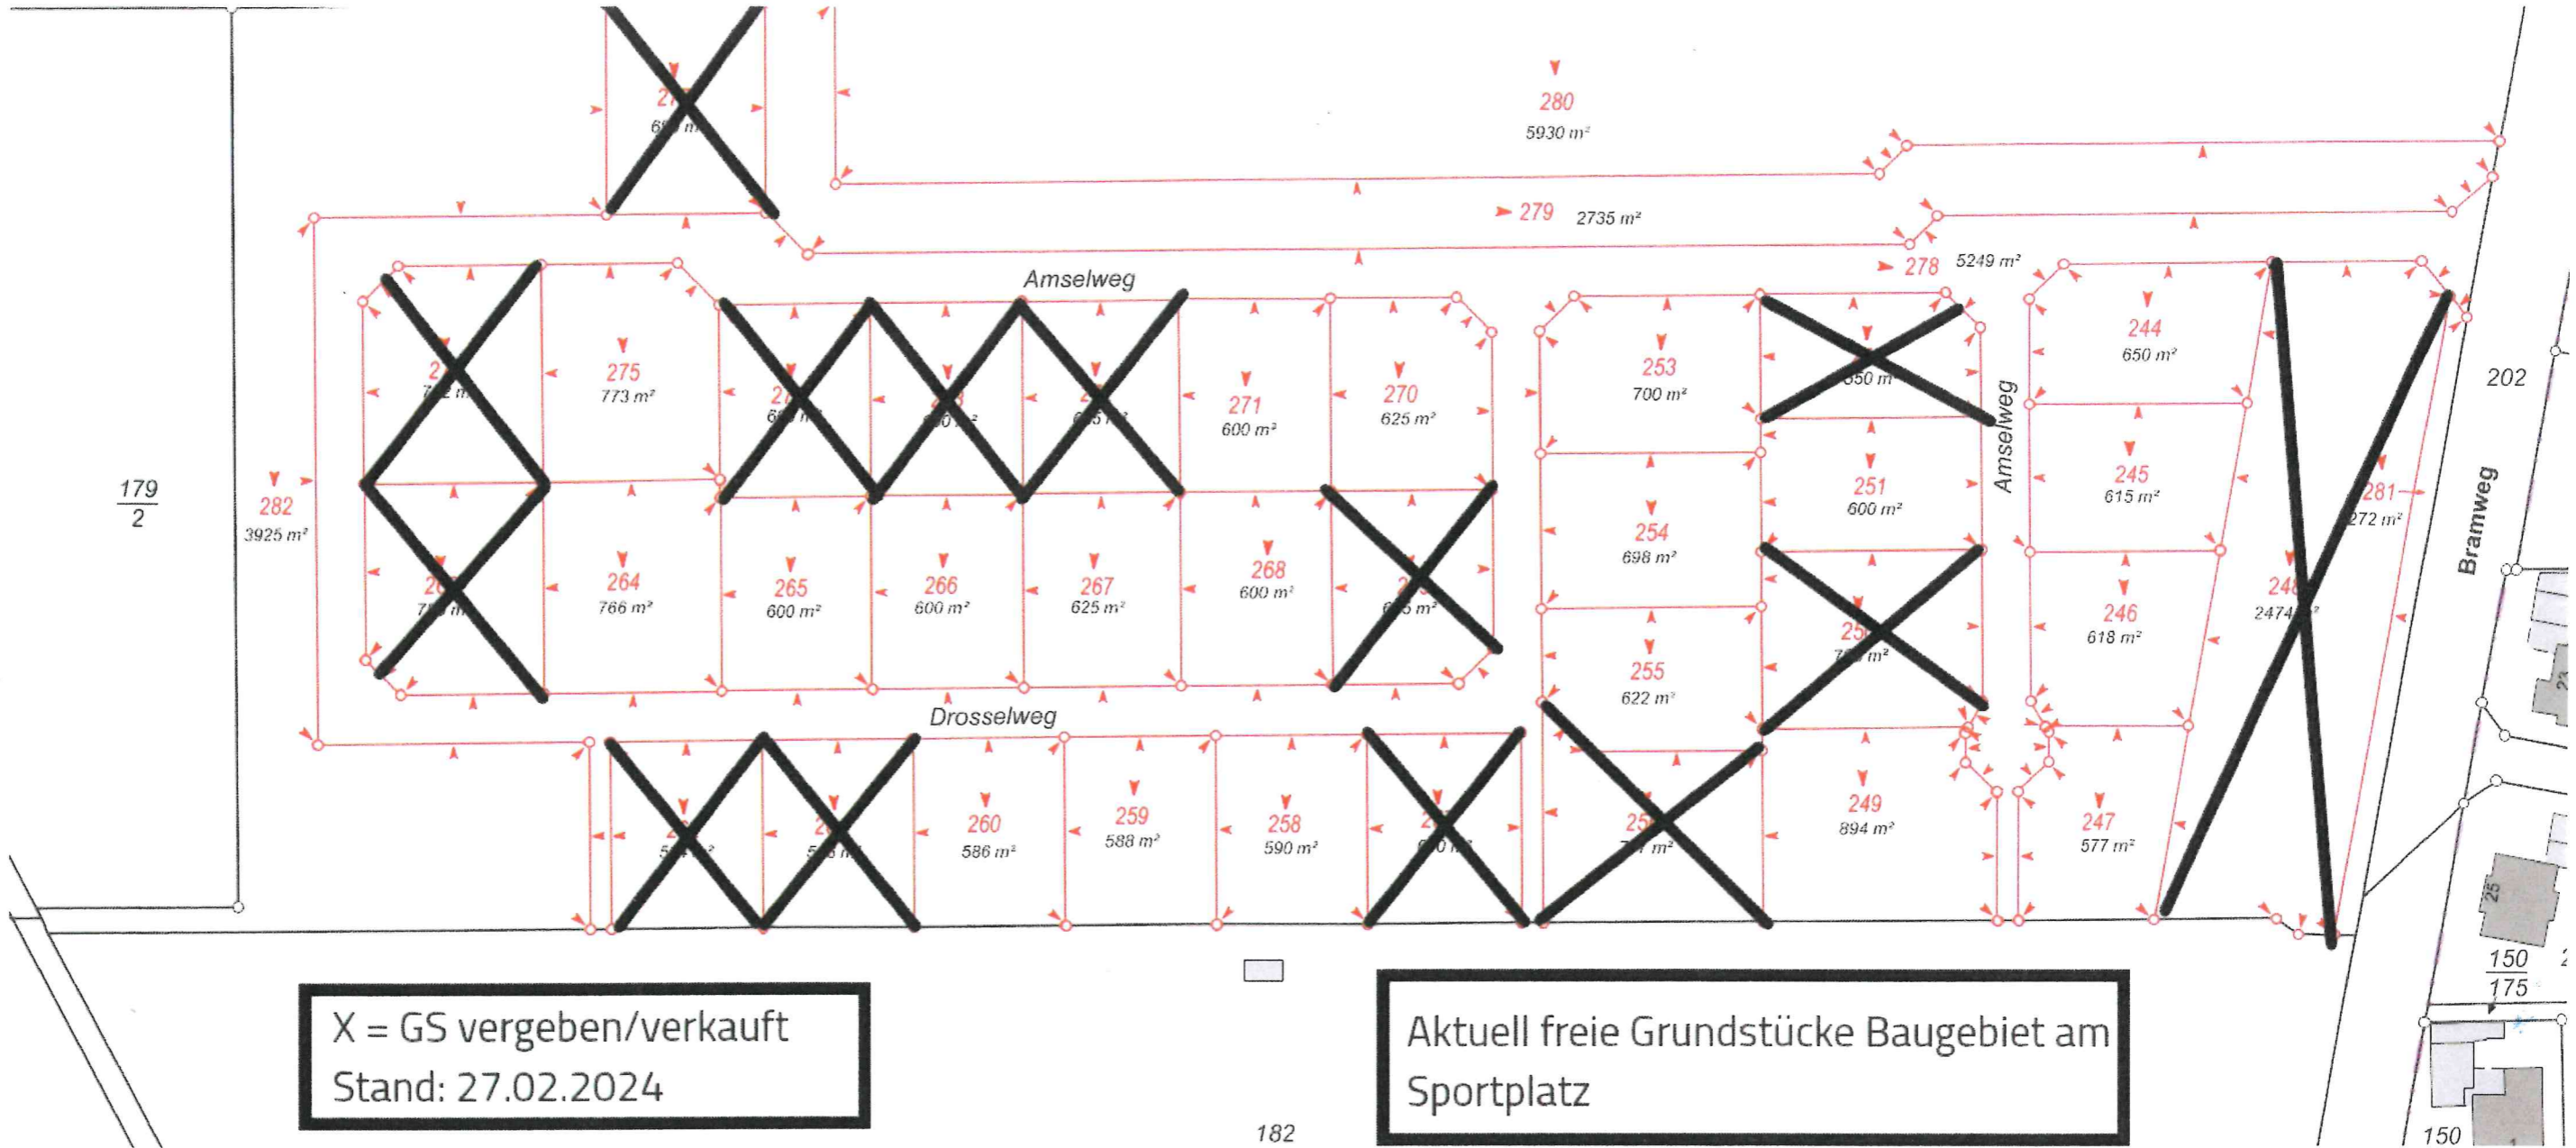 280
5930 m²
279 2735 m²
278 5249 m²
Amselweg
244
650 m²
253
700 m²
275
773 m²
271
600 m²
270
625 m²
202
Amselweg
245
615 m²
251
600 m²
281
272 m²
179
2
282
3925 m²
254
698 m²
Bramweg
264
766 m²
265
600 m²
266
600 m²
267
625 m²
268
600 m²
246
618 m²
248
2474
255
622 m²
23
Drosselweg
260
586 m²
259
588 m²
258
590 m²
249
894 m²
247
577 m²
25
150
175
X = GS vergeben/verkauft
Stand: 27.02.2024
Aktuell freie Grundstücke Baugebiet am
Sportplatz
182
150